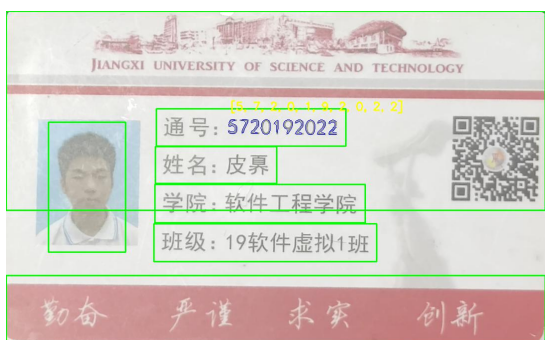 JIANGXI UNIVERSITY OF SCIENCE AND TECHNOLOGY
[5, 7, 2, 0, 1, 9, 2, 0, 2, 2]
通号：5720192022
姓名：皮
学院：软件工程学院
班级：19软件虚拟1班
勤奋 严谨 求实 创新